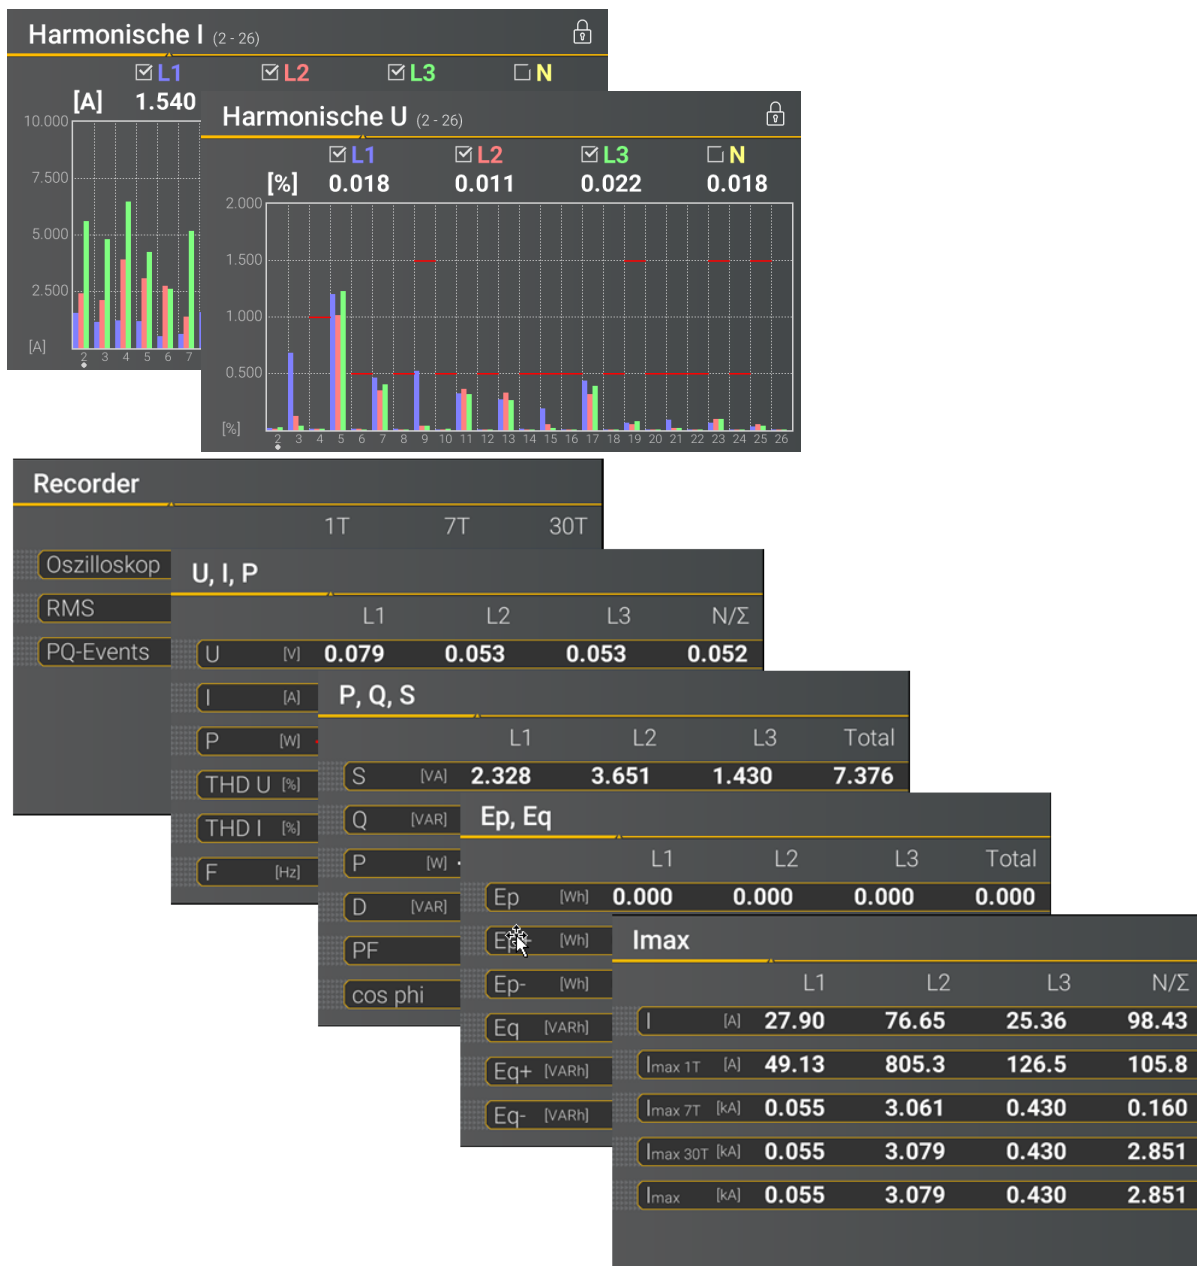 Harmonische I (2 - 26)
L1 L2 L3 N
[A] 1.540
10.000
7.500
5.000
2.500
[A]
2 3 4 5 6 7
Harmonische U (2 - 26)
L1 L2 L3 N
[%] 0.018 0.011 0.022 0.018
2.000
1.500
1.000
0.500
[%]
2 3 4 5 6 7 8 9 10 11 12 13 14 15 16 17 18 19 20 21 22 23 24 25 26
Recorder
1T 7T 30T
Oszilloskop
RMS
PQ-Events
U, I, P
L1 L2 L3 N/Σ
U [V] 0.079 0.053 0.053 0.052
I [A]
P [W]
THD U [%]
THD I [%]
F [Hz]
P, Q, S
L1 L2 L3 Total
S [VA] 2.328 3.651 1.430 7.376
Q [VAR]
P [W]
D [VAR]
PF
cos phi
Ep, Eq
L1 L2 L3 Total
Ep [Wh] 0.000 0.000 0.000 0.000
Ep+ [Wh]
Ep- [Wh]
Eq [VARh]
Eq+ [VARh]
Eq- [VARh]
Imax
L1 L2 L3 N/Σ
I [A] 27.90 76.65 25.36 98.43
Imax 1T [A] 49.13 805.3 126.5 105.8
Imax 7T [kA] 0.055 3.061 0.430 0.160
Imax 30T [kA] 0.055 3.079 0.430 2.851
Imax [kA] 0.055 3.079 0.430 2.851